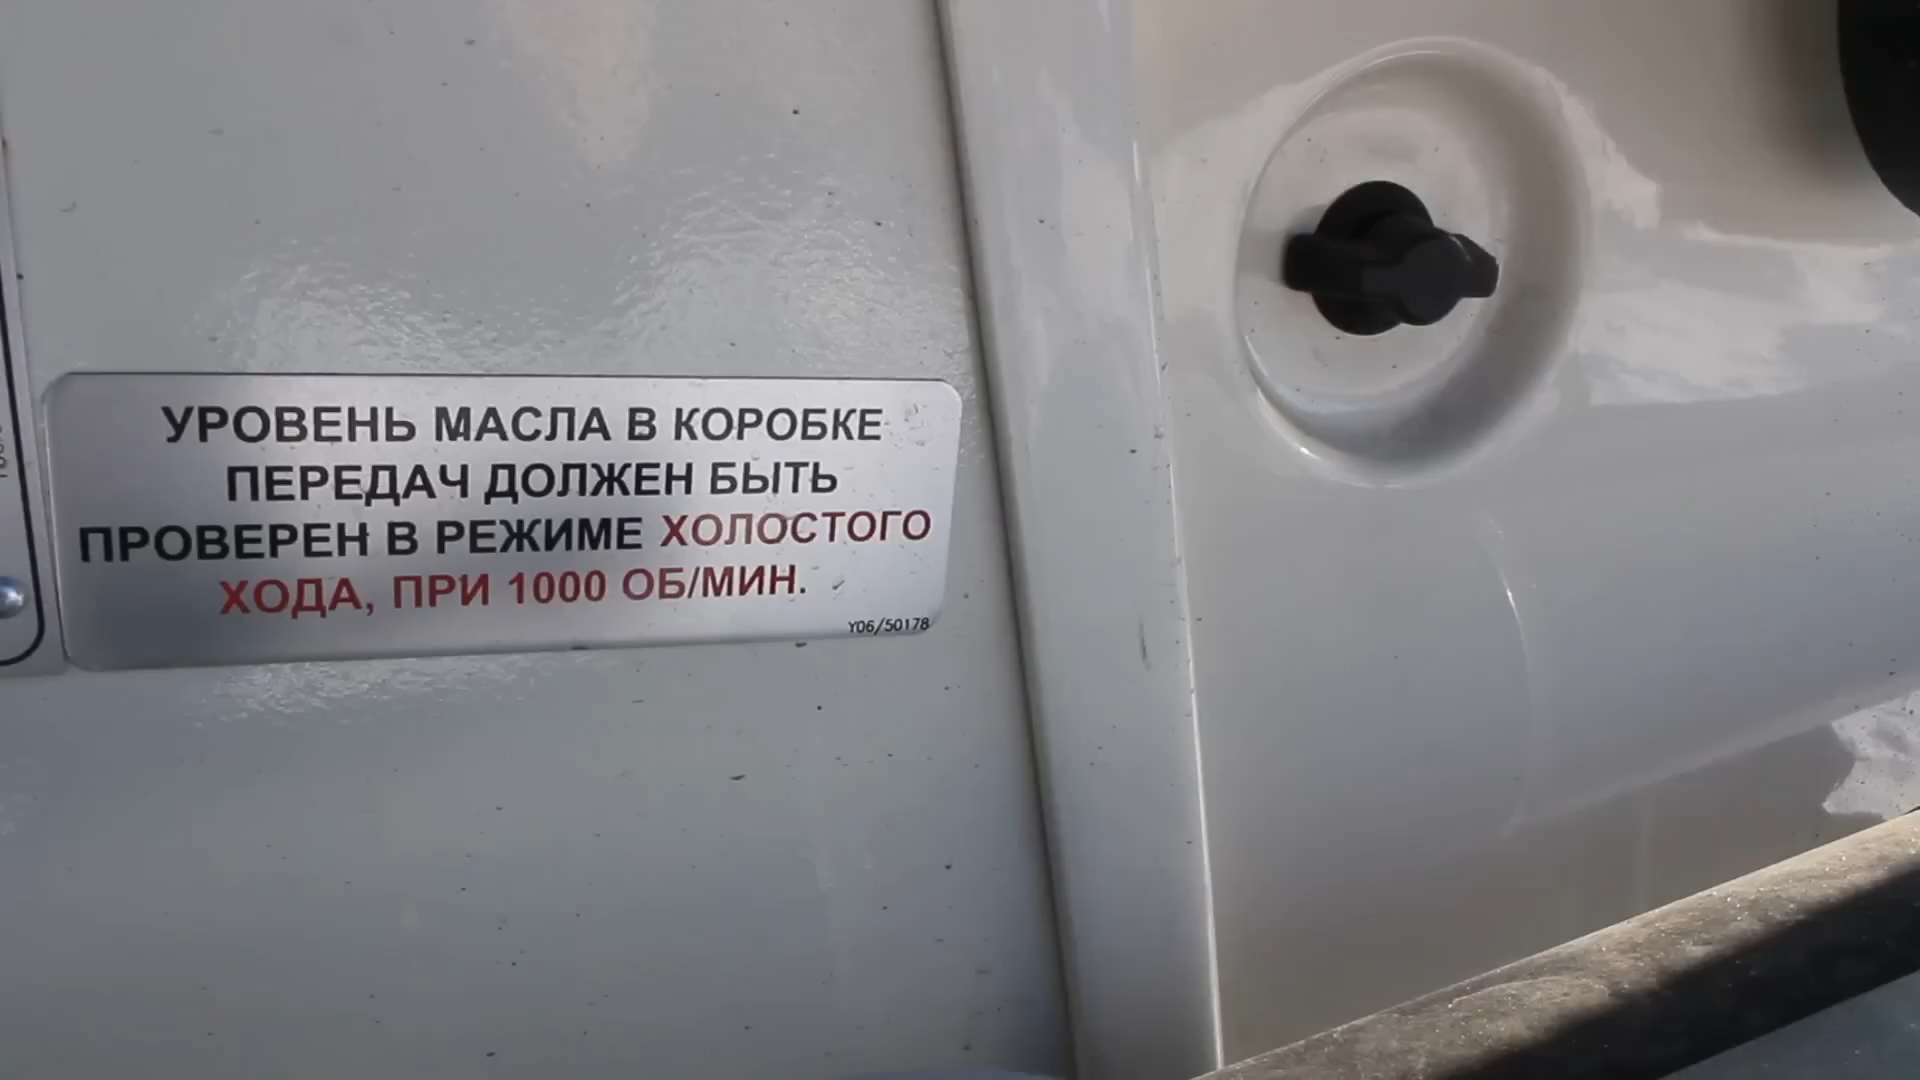 УРОВЕНЬ МАСЛА В КОРОБКЕ
ПЕРЕДАЧ ДОЛЖЕН БЫТЬ
ПРОВЕРЕН В РЕЖИМЕ ХОЛОСТОГО
ХОДА, ПРИ 1000 ОБ/МИН.
Y06/50178